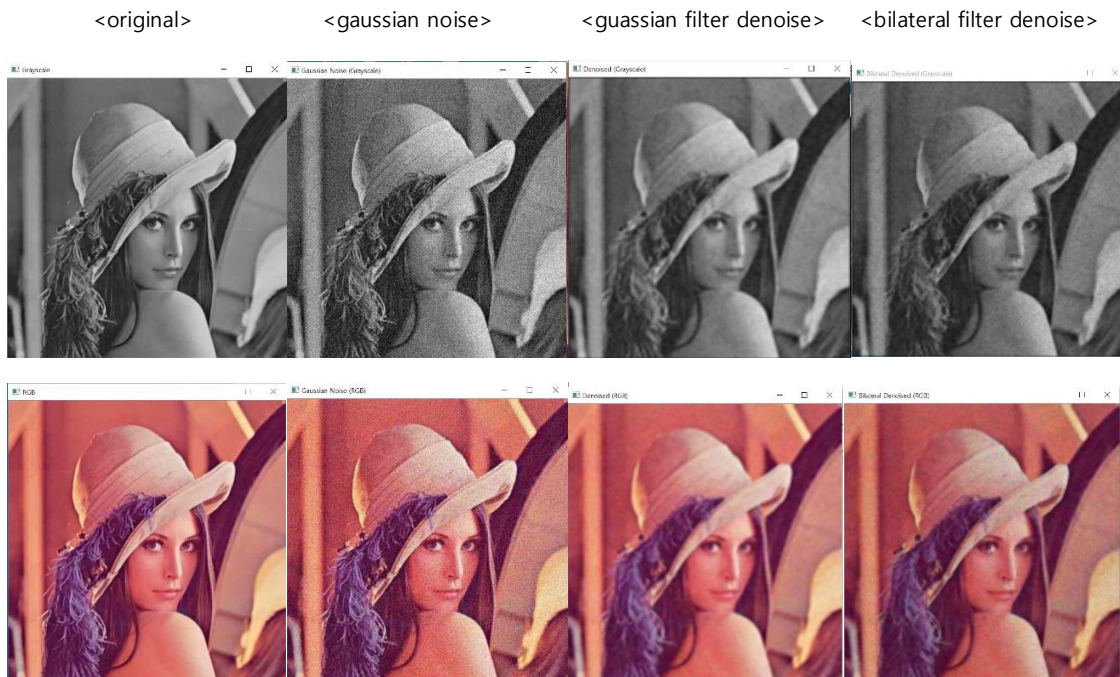 <original>
<gaussian noise>
<guassian filter denoise>
<bilateral filter denoise>
Grayscale
Gaussian Noise (Grayscale)
Denoised (Grayscale)
Bilateral Denoised (Grayscale)
RGB
Gaussian Noise (RGB)
Denoised (RGB)
Bilateral Denoised (RGB)